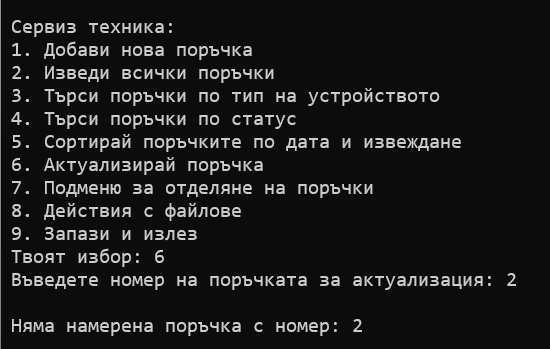 Сервиз техника:
1. Добави нова поръчка
2. Изведи всички поръчки
3. Търси поръчки по тип на устройството
4. Търси поръчки по статус
5. Сортирай поръчките по дата и извеждане
6. Актуализирай поръчка
7. Подменю за отделяне на поръчки
8. Действия с файлове
9. Запази и излез
Твоят избор: 6
Въведете номер на поръчката за актуализация: 2
Няма намерена поръчка с номер: 2